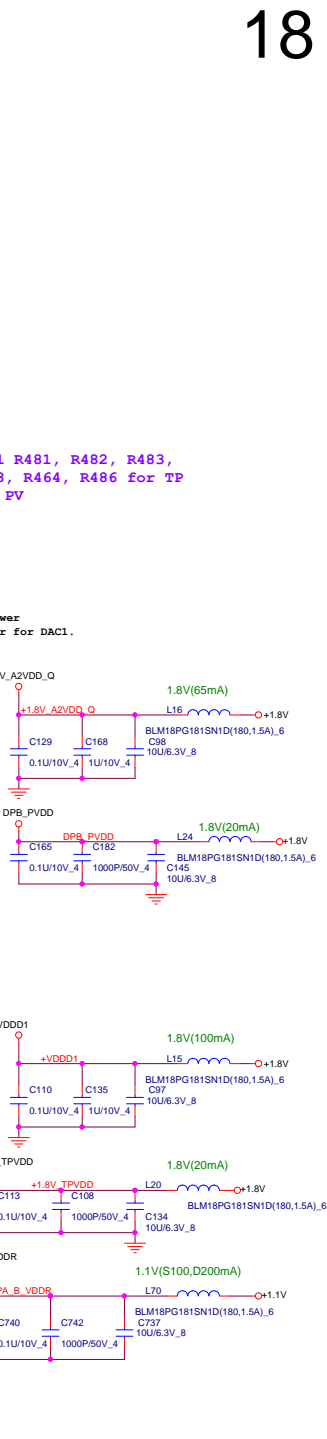 18
R481, R482, R483,
R464, R486 for TP
PV
for DAC1.
V_A2VDD_Q
1.8V(65mA)
+1.8V_A2VDD_Q
L16
+1.8V
BLM18PG181SN1D(180,1.5A)_6
C129
C168
C98
0.1U/10V_4
1U/10V_4
10U/6.3V_8
DPB_PVDD
1.8V(20mA)
DPB_PVDD
L24
+1.8V
C165
C182
BLM18PG181SN1D(180,1.5A)_6
0.1U/10V_4
1000P/50V_4
C145
10U/6.3V_8
VDDD1
1.8V(100mA)
+VDDD1
L15
+1.8V
BLM18PG181SN1D(180,1.5A)_6
C110
C135
C97
0.1U/10V_4
1U/10V_4
10U/6.3V_8
_TPVDD
1.8V(20mA)
+1.8V_TPVDD
L20
+1.8V
C113
C108
BLM18PG181SN1D(180,1.5A)_6
0.1U/10V_4
1000P/50V_4
C134
10U/6.3V_8
DDR
1.1V(S100,D200mA)
PA_B_VDDR
L70
+1.1V
BLM18PG181SN1D(180,1.5A)_6
C740
C742
C737
0.1U/10V_4
1000P/50V_4
10U/6.3V_8